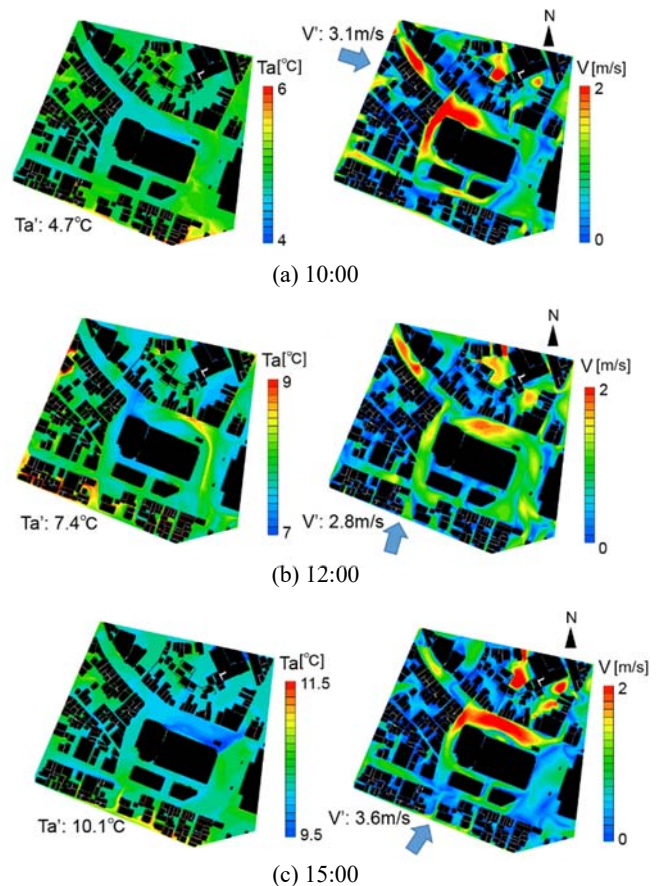 V': 3.1m/s
N
Ta[°C]
V[m/s]
6
2
Ta': 4.7°C
4
0
(a) 10:00
N
Ta[°C]
V[m/s]
9
2
Ta': 7.4°C
7
V': 2.8m/s
0
(b) 12:00
N
Ta[°C]
V[m/s]
11.5
2
Ta': 10.1°C
9.5
V': 3.6m/s
0
(c) 15:00